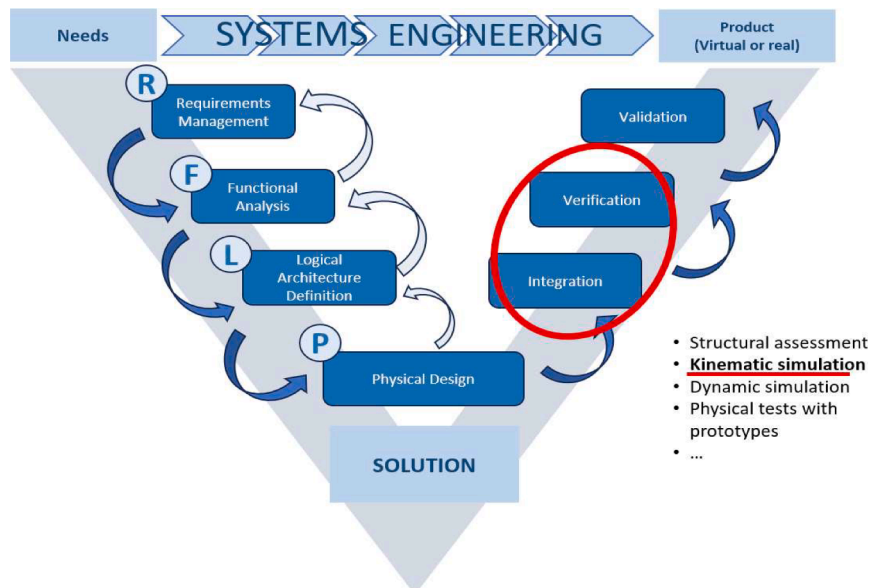 Needs
SYSTEMS ENGINEERING
Product
(Virtual or real)
R
Requirements
Management
F
Functional
Analysis
L
Logical
Architecture
Definition
P
Physical Design
SOLUTION
Validation
Verification
Integration
• Structural assessment
• Kinematic simulation
• Dynamic simulation
• Physical tests with
prototypes
• ...